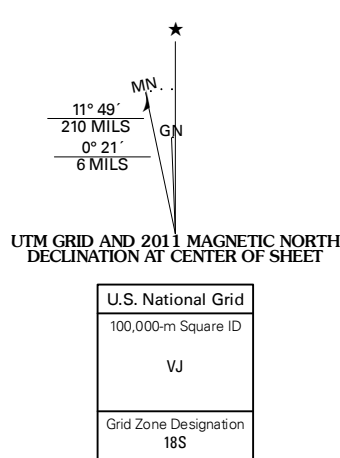 ★
MN
11° 49´
210 MILS
GN
0° 21´
6 MILS
UTM GRID AND 2011 MAGNETIC NORTH
DECLINATION AT CENTER OF SHEET
U.S. National Grid
100,000-m Square ID
VJ
Grid Zone Designation
18S